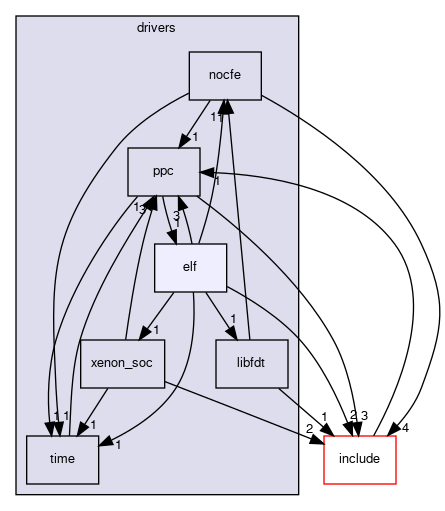 drivers
nocfe
11
1
ppc
1
1 3
3
1
elf
1
1
xenon_soc
libfdt
1 1
1
1
2
2 3
1
4
time
include